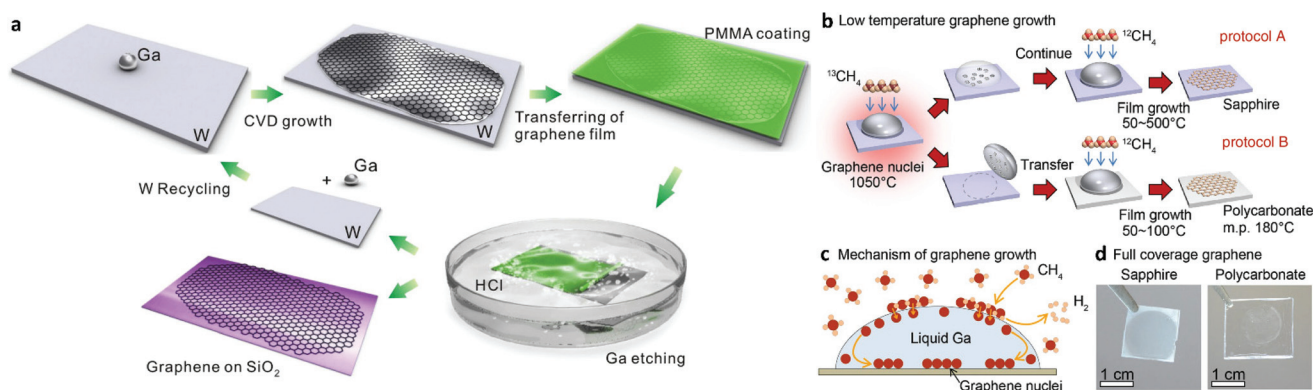 a
Ga
W
CVD growth
W
Transferring of
graphene film
PMMA coating
W Recycling
+ Ga
W
HCl
Ga etching
Graphene on SiO₂
b Low temperature graphene growth
¹³CH₄
Graphene nuclei
1050°C
Continue
¹²CH₄
protocol A
Film growth
50~500°C
Sapphire
Transfer
¹²CH₄
protocol B
Film growth
50~100°C
Polycarbonate
m.p. 180°C
c Mechanism of graphene growth
CH₄
H₂
Liquid Ga
Graphene nuclei
d Full coverage graphene
Sapphire
Polycarbonate
1 cm
1 cm